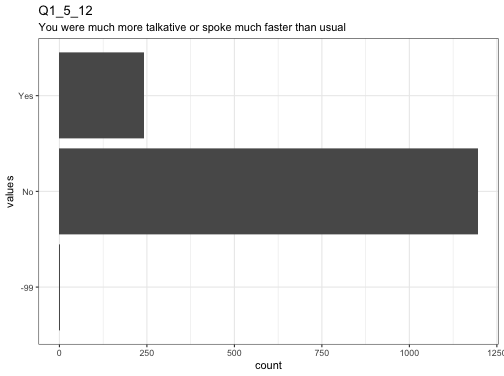 Q1_5_12
You were much more talkative or spoke much faster than usual
Yes
No
-99
values
0
250
500
750
1000
1250
count